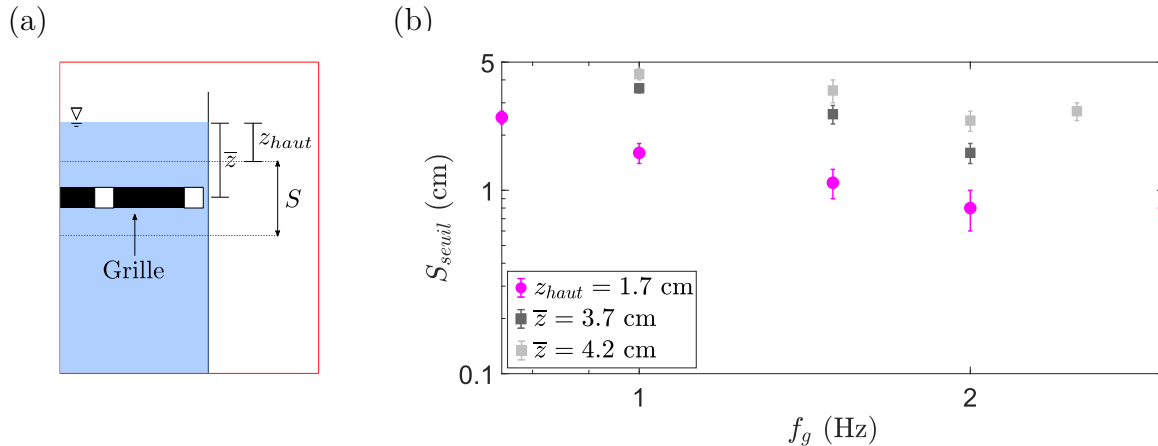 (a)
∇
z̅
z_haut
S
Grille
(b)
S_seuil (cm)
5
1
0.1
z_haut = 1.7 cm
z̅ = 3.7 cm
z̅ = 4.2 cm
1 2
f_g (Hz)